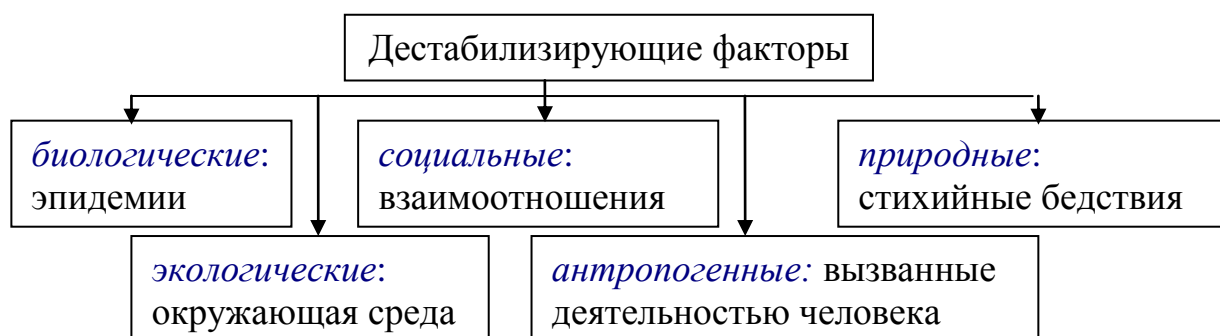 Дестабилизирующие факторы
биологические:
эпидемии
социальные:
взаимоотношения
природные:
стихийные бедствия
экологические:
окружающая среда
антропогенные: вызванные
деятельностью человека